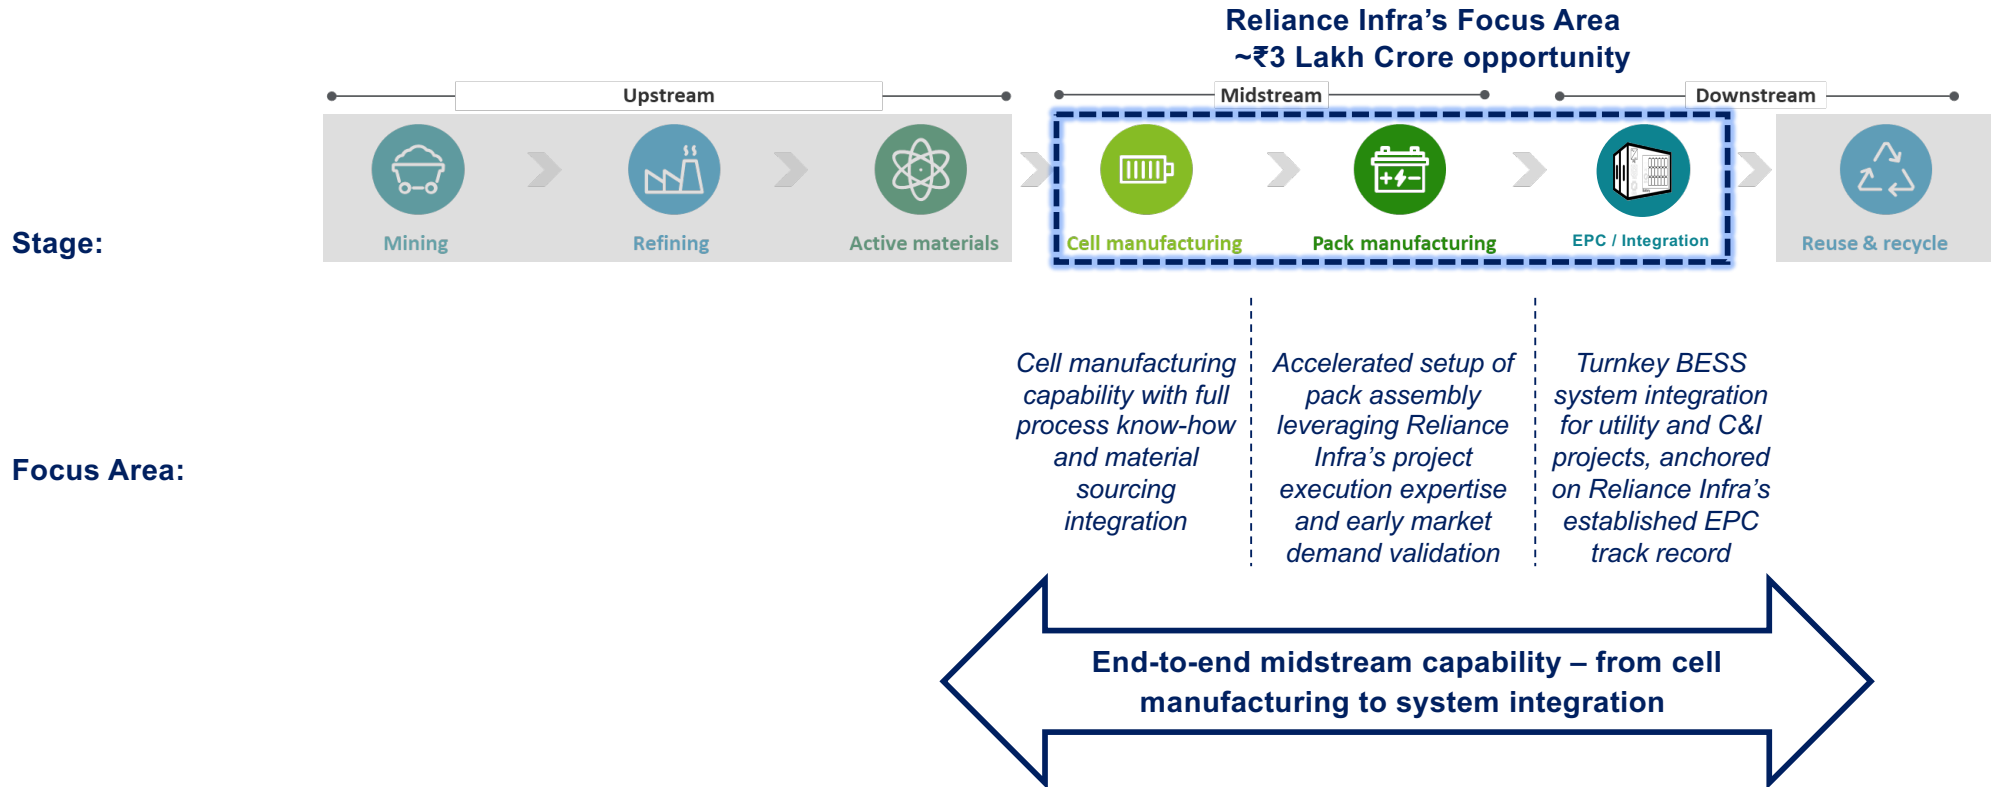 Reliance Infra’s Focus Area
~₹3 Lakh Crore opportunity
Upstream
Midstream
Downstream
Stage:
Mining
Refining
Active materials
Cell manufacturing
Pack manufacturing
EPC / Integration
Reuse & recycle
Focus Area:
Cell manufacturing
capability with full
process know-how
and material
sourcing
integration
Accelerated setup of
pack assembly
leveraging Reliance
Infra’s project
execution expertise
and early market
demand validation
Turnkey BESS
system integration
for utility and C&I
projects, anchored
on Reliance Infra’s
established EPC
track record
End-to-end midstream capability – from cell
manufacturing to system integration